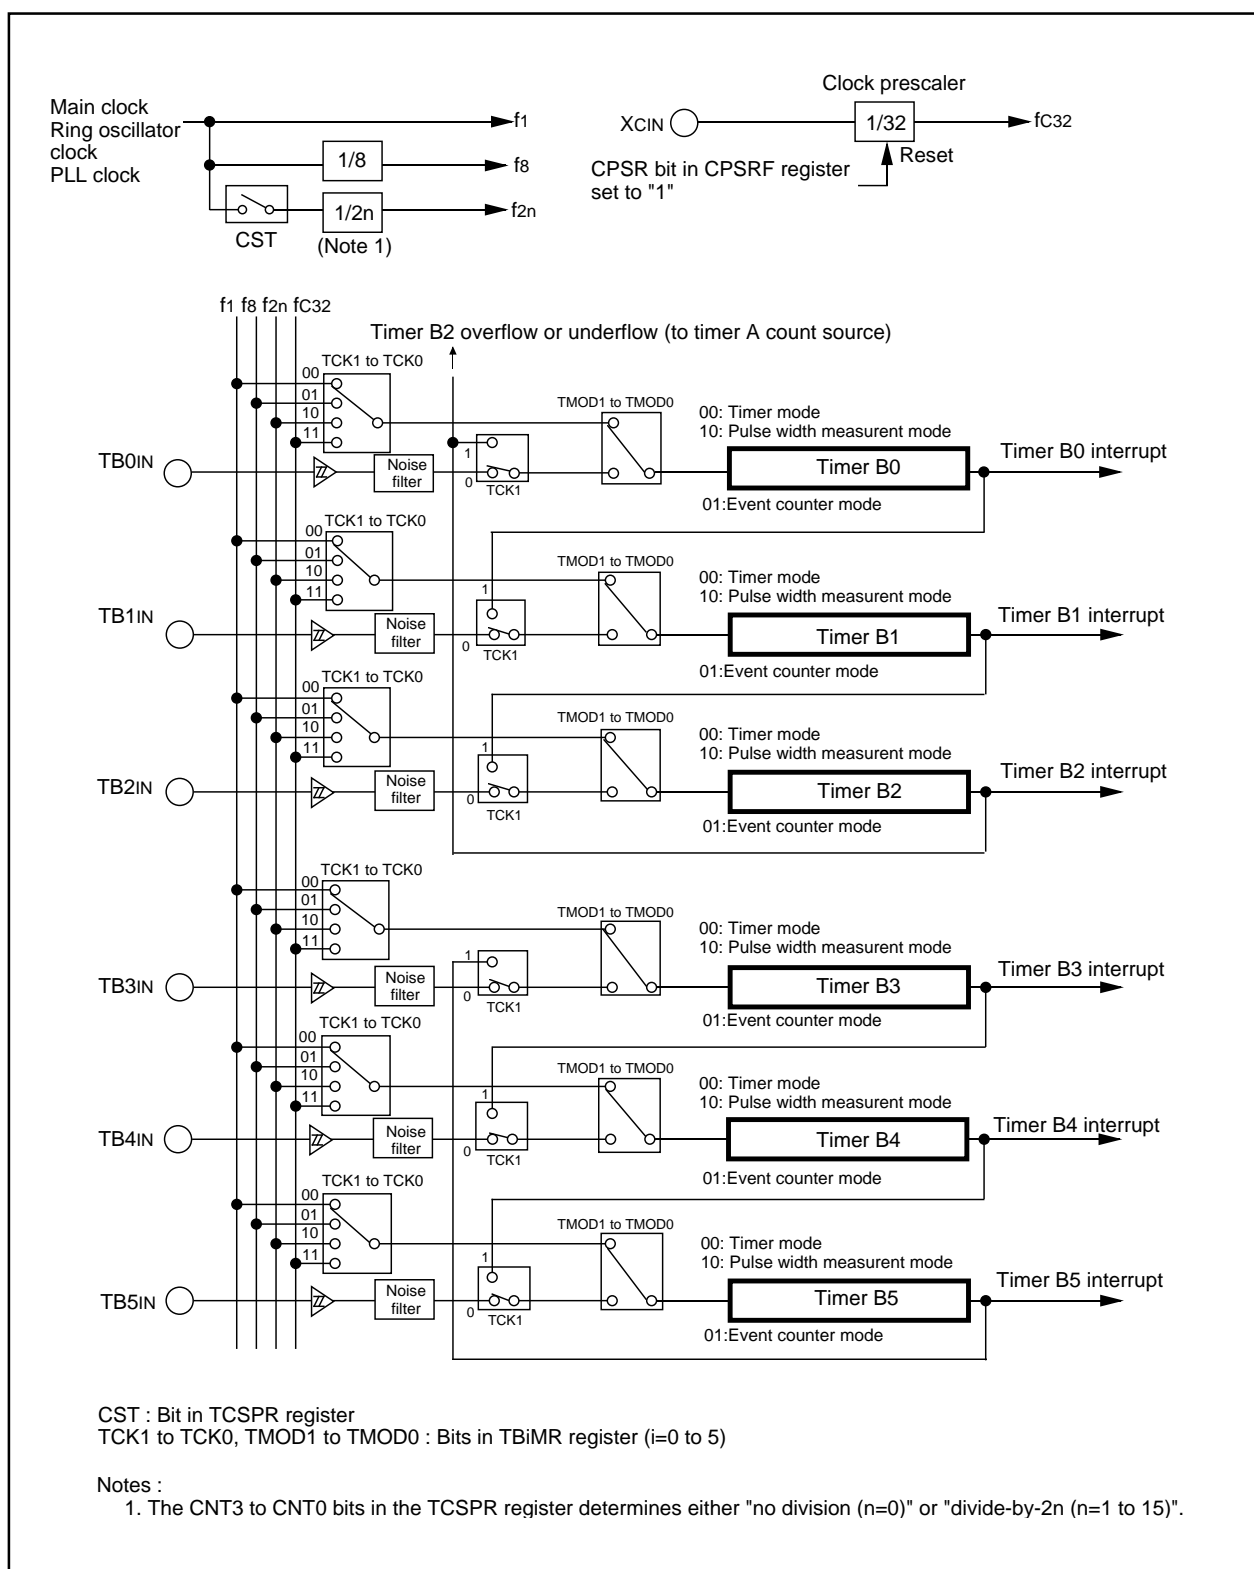 Main clock
Ring oscillator
clock
PLL clock
f1
1/8
f8
1/2n
f2n
CST
(Note 1)
Clock prescaler
XCIN
1/32
fC32
Reset
CPSR bit in CPSRF register
set to "1"
f1 f8 f2n fC32
Timer B2 overflow or underflow (to timer A count source)
TCK1 to TCK0
00
01
10
11
TMOD1 to TMOD0
00: Timer mode
10: Pulse width measurent mode
TB0IN
Noise
filter
1
0
TCK1
Timer B0
Timer B0 interrupt
01:Event counter mode
TCK1 to TCK0
00
01
10
11
TMOD1 to TMOD0
00: Timer mode
10: Pulse width measurent mode
TB1IN
Noise
filter
1
0
TCK1
Timer B1
Timer B1 interrupt
01:Event counter mode
TCK1 to TCK0
00
01
10
11
TMOD1 to TMOD0
00: Timer mode
10: Pulse width measurent mode
TB2IN
Noise
filter
1
0
TCK1
Timer B2
Timer B2 interrupt
01:Event counter mode
TCK1 to TCK0
00
01
10
11
TMOD1 to TMOD0
00: Timer mode
10: Pulse width measurent mode
TB3IN
Noise
filter
1
0
TCK1
Timer B3
Timer B3 interrupt
01:Event counter mode
TCK1 to TCK0
00
01
10
11
TMOD1 to TMOD0
00: Timer mode
10: Pulse width measurent mode
TB4IN
Noise
filter
1
0
TCK1
Timer B4
Timer B4 interrupt
01:Event counter mode
TCK1 to TCK0
00
01
10
11
TMOD1 to TMOD0
00: Timer mode
10: Pulse width measurent mode
TB5IN
Noise
filter
1
0
TCK1
Timer B5
Timer B5 interrupt
01:Event counter mode
CST : Bit in TCSPR register
TCK1 to TCK0, TMOD1 to TMOD0 : Bits in TBiMR register (i=0 to 5)
Notes :
1. The CNT3 to CNT0 bits in the TCSPR register determines either "no division (n=0)" or "divide-by-2n (n=1 to 15)".